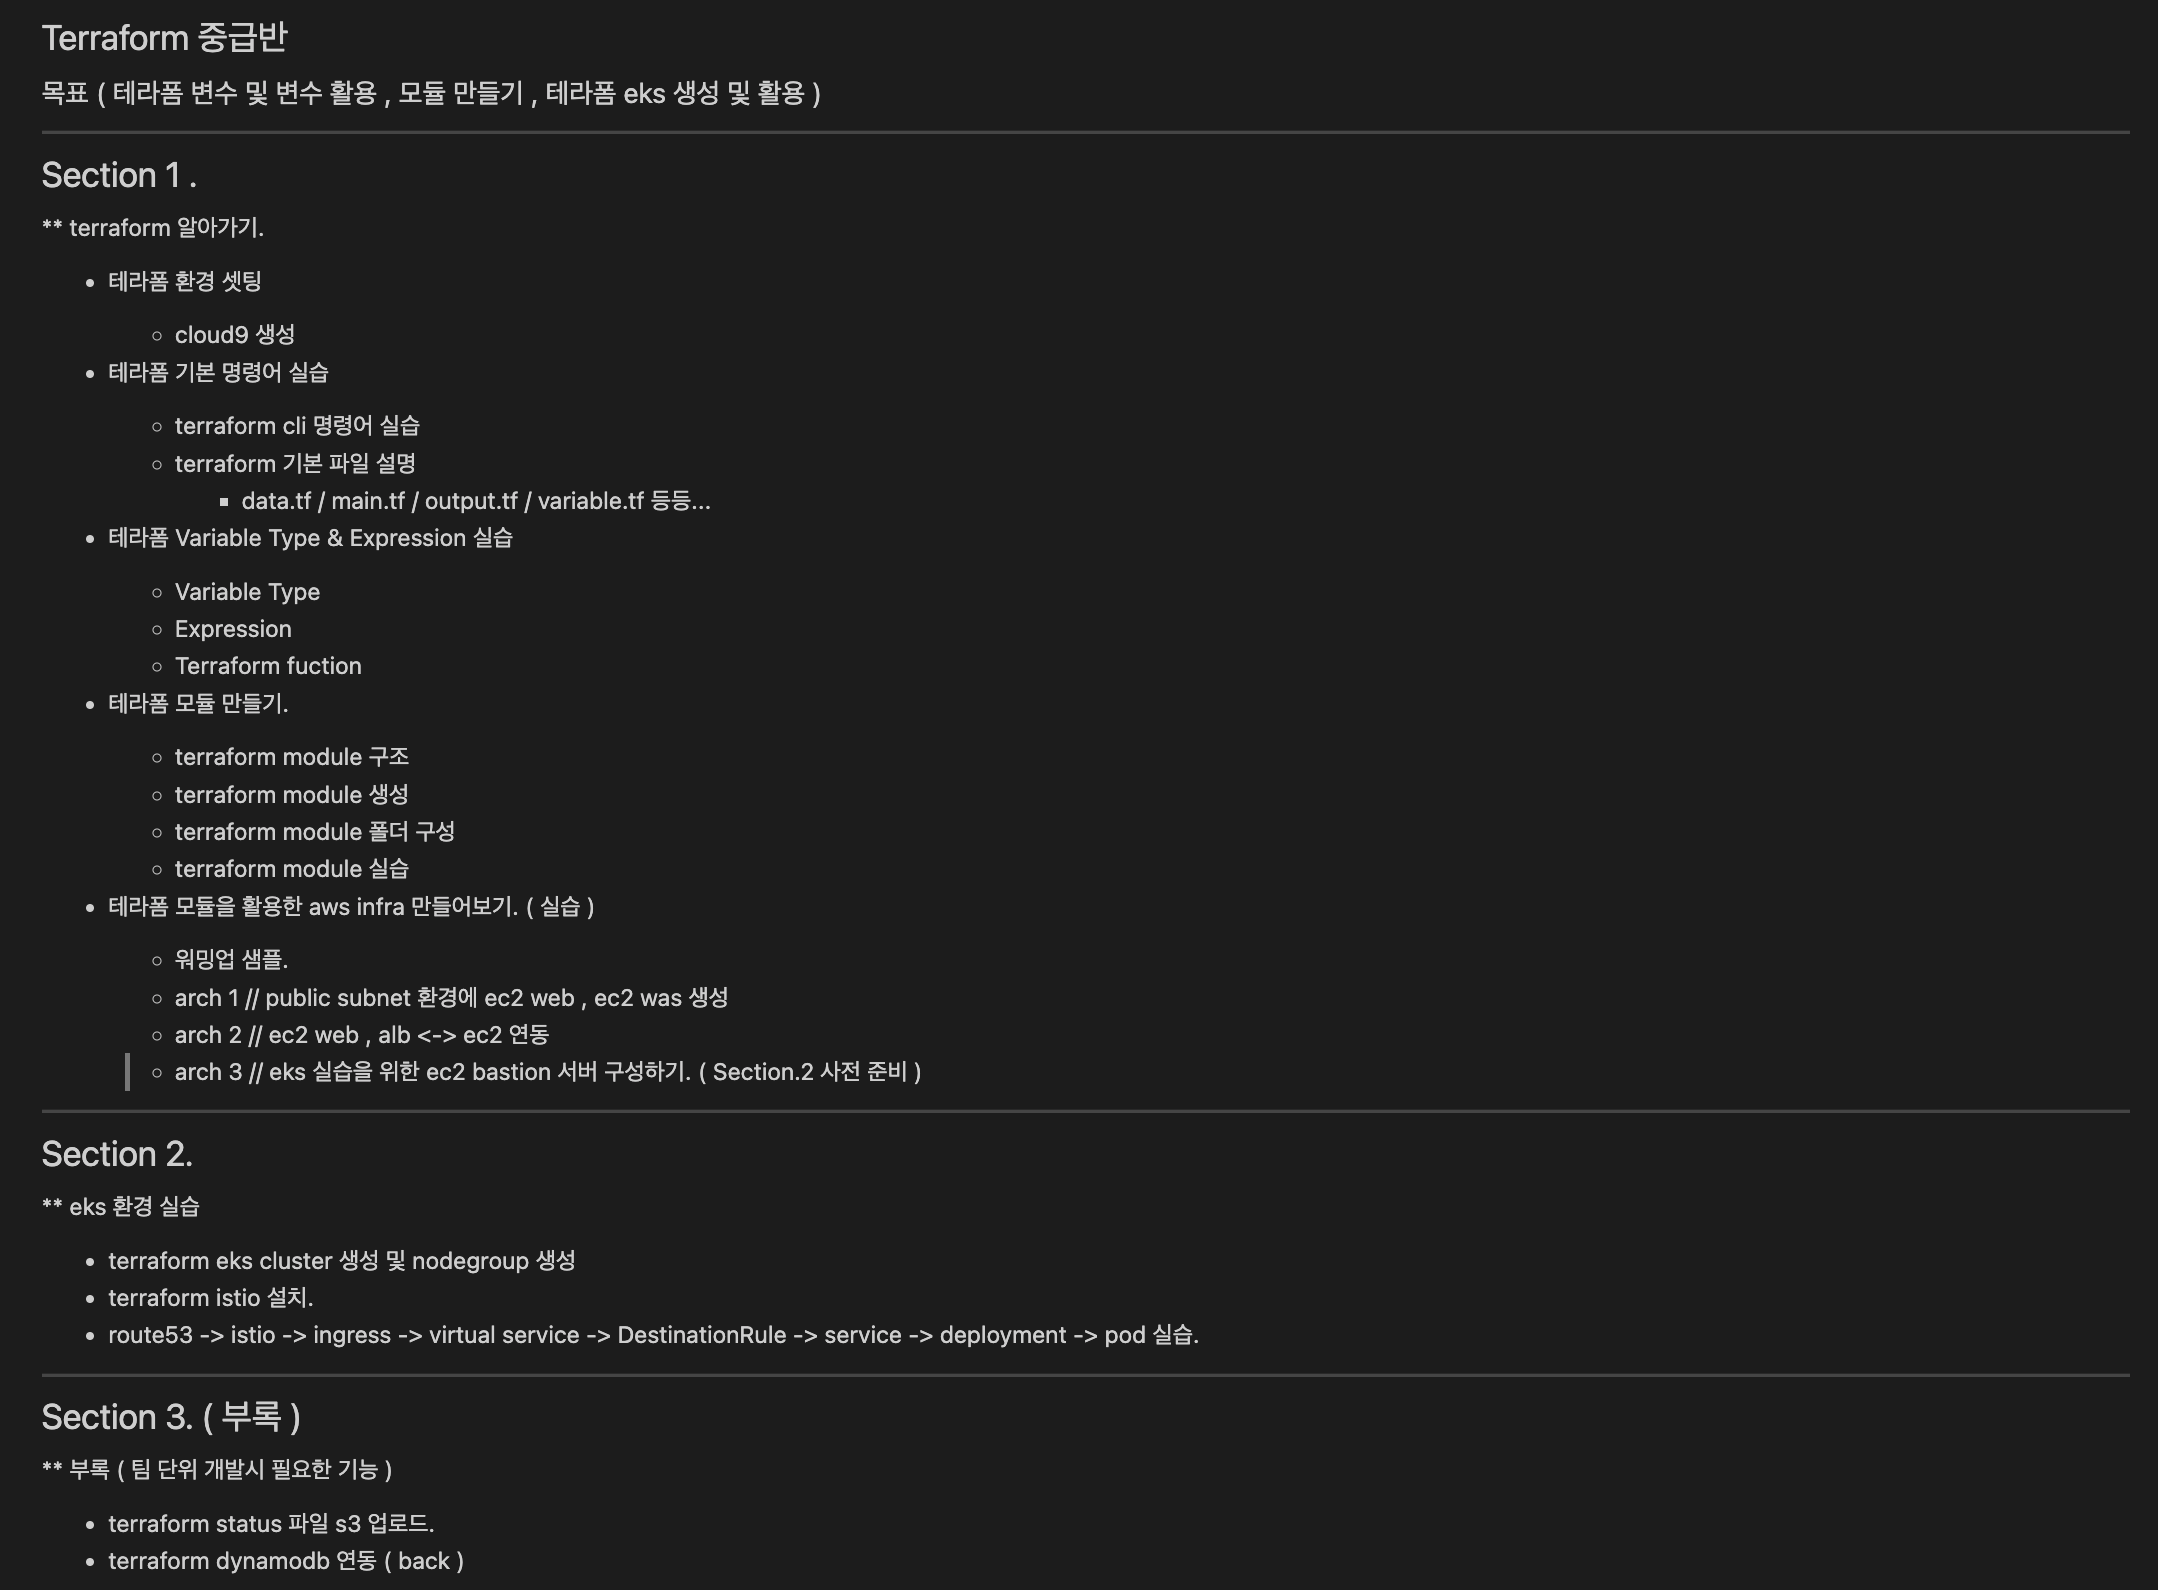 Terraform 중급반
목표 ( 테라폼 변수 및 변수 활용 , 모듈 만들기 , 테라폼 eks 생성 및 활용 )
Section 1 .
** terraform 알아가기.
테라폼 환경 셋팅
cloud9 생성
테라폼 기본 명령어 실습
terraform cli 명령어 실습
terraform 기본 파일 설명
data.tf / main.tf / output.tf / variable.tf 등등...
테라폼 Variable Type & Expression 실습
Variable Type
Expression
Terraform fuction
테라폼 모듈 만들기.
terraform module 구조
terraform module 생성
terraform module 폴더 구성
terraform module 실습
테라폼 모듈을 활용한 aws infra 만들어보기. ( 실습 )
워밍업 샘플.
arch 1 // public subnet 환경에 ec2 web , ec2 was 생성
arch 2 // ec2 web , alb <-> ec2 연동
arch 3 // eks 실습을 위한 ec2 bastion 서버 구성하기. ( Section.2 사전 준비 )
Section 2.
** eks 환경 실습
terraform eks cluster 생성 및 nodegroup 생성
terraform istio 설치.
route53 -> istio -> ingress -> virtual service -> DestinationRule -> service -> deployment -> pod 실습.
Section 3. ( 부록 )
** 부록 ( 팀 단위 개발시 필요한 기능 )
terraform status 파일 s3 업로드.
terraform dynamodb 연동 ( back )